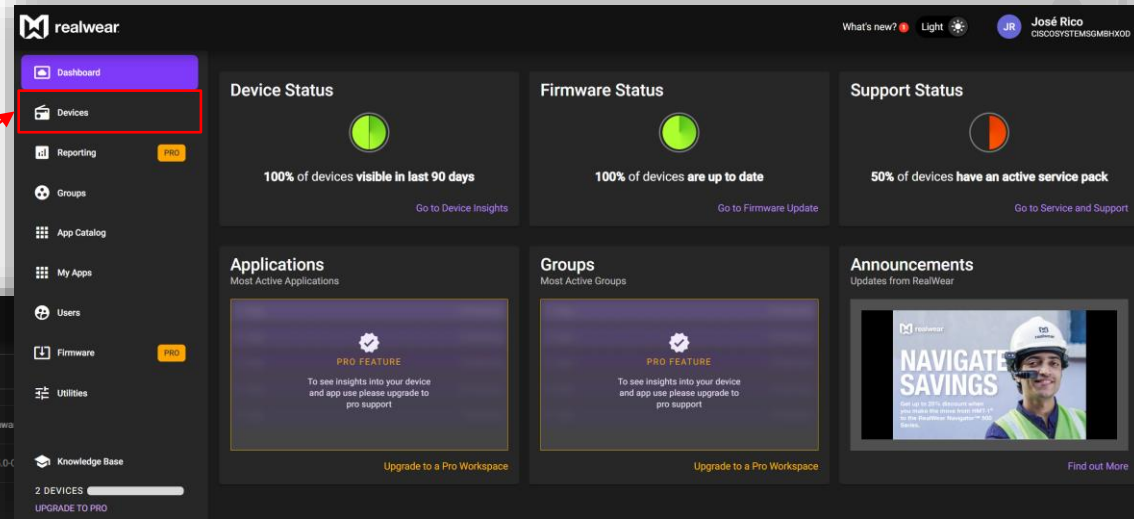 realwear
What's new? Light
JR
José Rico
CISCOSYSTEMSGMBHXOD
Dashboard
Devices
Reporting PRO
Groups
App Catalog
My Apps
Users
Firmware PRO
Utilities
Knowledge Base
2 DEVICES
UPGRADE TO PRO
Device Status
100% of devices visible in last 90 days
Go to Device Insights
Firmware Status
100% of devices are up to date
Go to Firmware Update
Support Status
50% of devices have an active service pack
Go to Service and Support
Applications
Most Active Applications
PRO FEATURE
To see insights into your device
and app use please upgrade to
pro support
Upgrade to a Pro Workspace
Groups
Most Active Groups
PRO FEATURE
To see insights into your device
and app use please upgrade to
pro support
Upgrade to a Pro Workspace
Announcements
Updates from RealWear
realwear
NAVIGATE
SAVINGS
Find out More